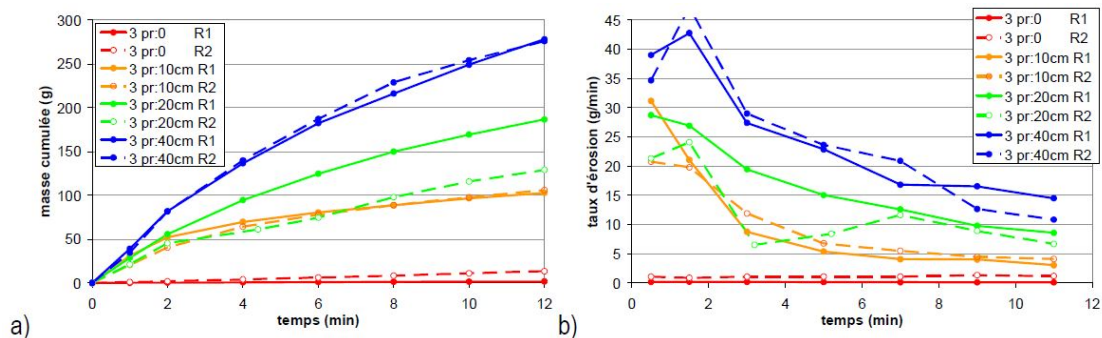 300
250
200
150
100
50
0
masse cumulée (g)
3 pr:0 R1
3 pr:0 R2
3 pr:10cm R1
3 pr:10cm R2
3 pr:20cm R1
3 pr:20cm R2
3 pr:40cm R1
3 pr:40cm R2
0 2 4 6 8 10 12
temps (min)
a)
45
40
35
30
25
20
15
10
5
0
taux d'érosion (g/min)
3 pr:0 R1
3 pr:0 R2
3 pr:10cm R1
3 pr:10cm R2
3 pr:20cm R1
3 pr:20cm R2
3 pr:40cm R1
3 pr:40cm R2
0 2 4 6 8 10 12
temps (min)
b)